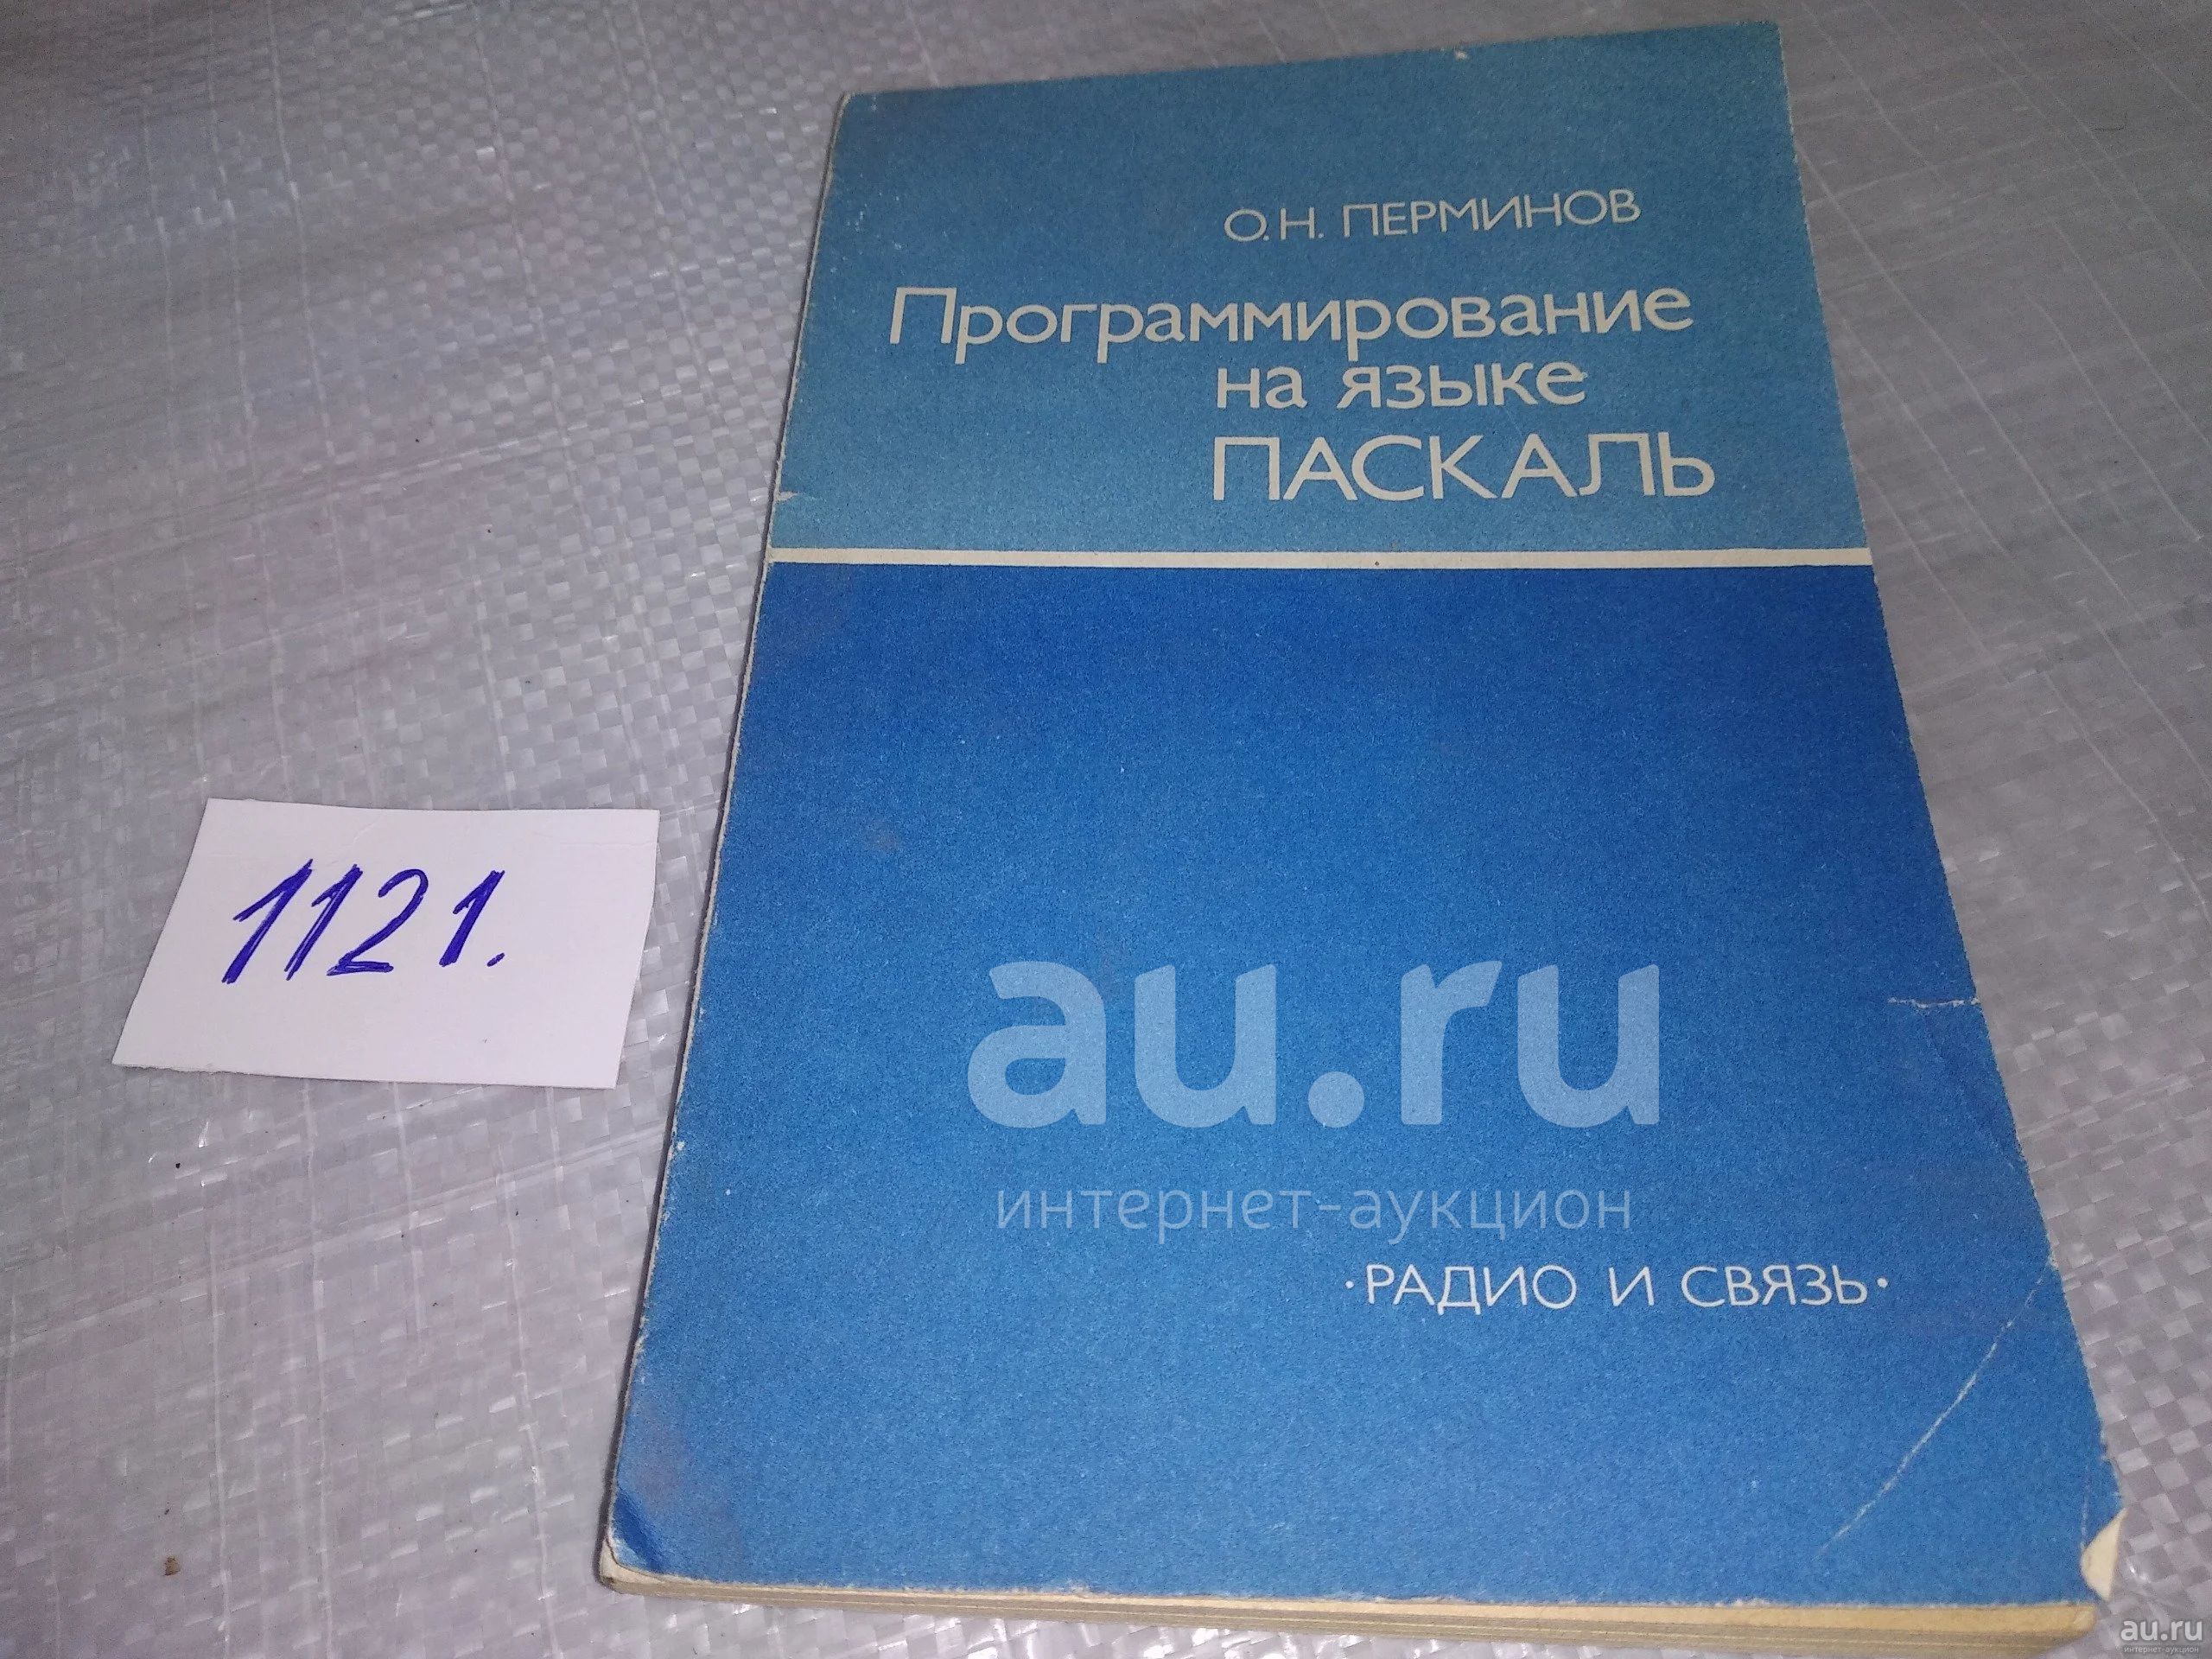 О.Н. ПЕРМИНОВ
Программирование
на языке
ПАСКАЛЬ
1121.
au.ru
интернет-аукцион
·РАДИО И СВЯЗЬ·
au.ru
интернет-аукцион